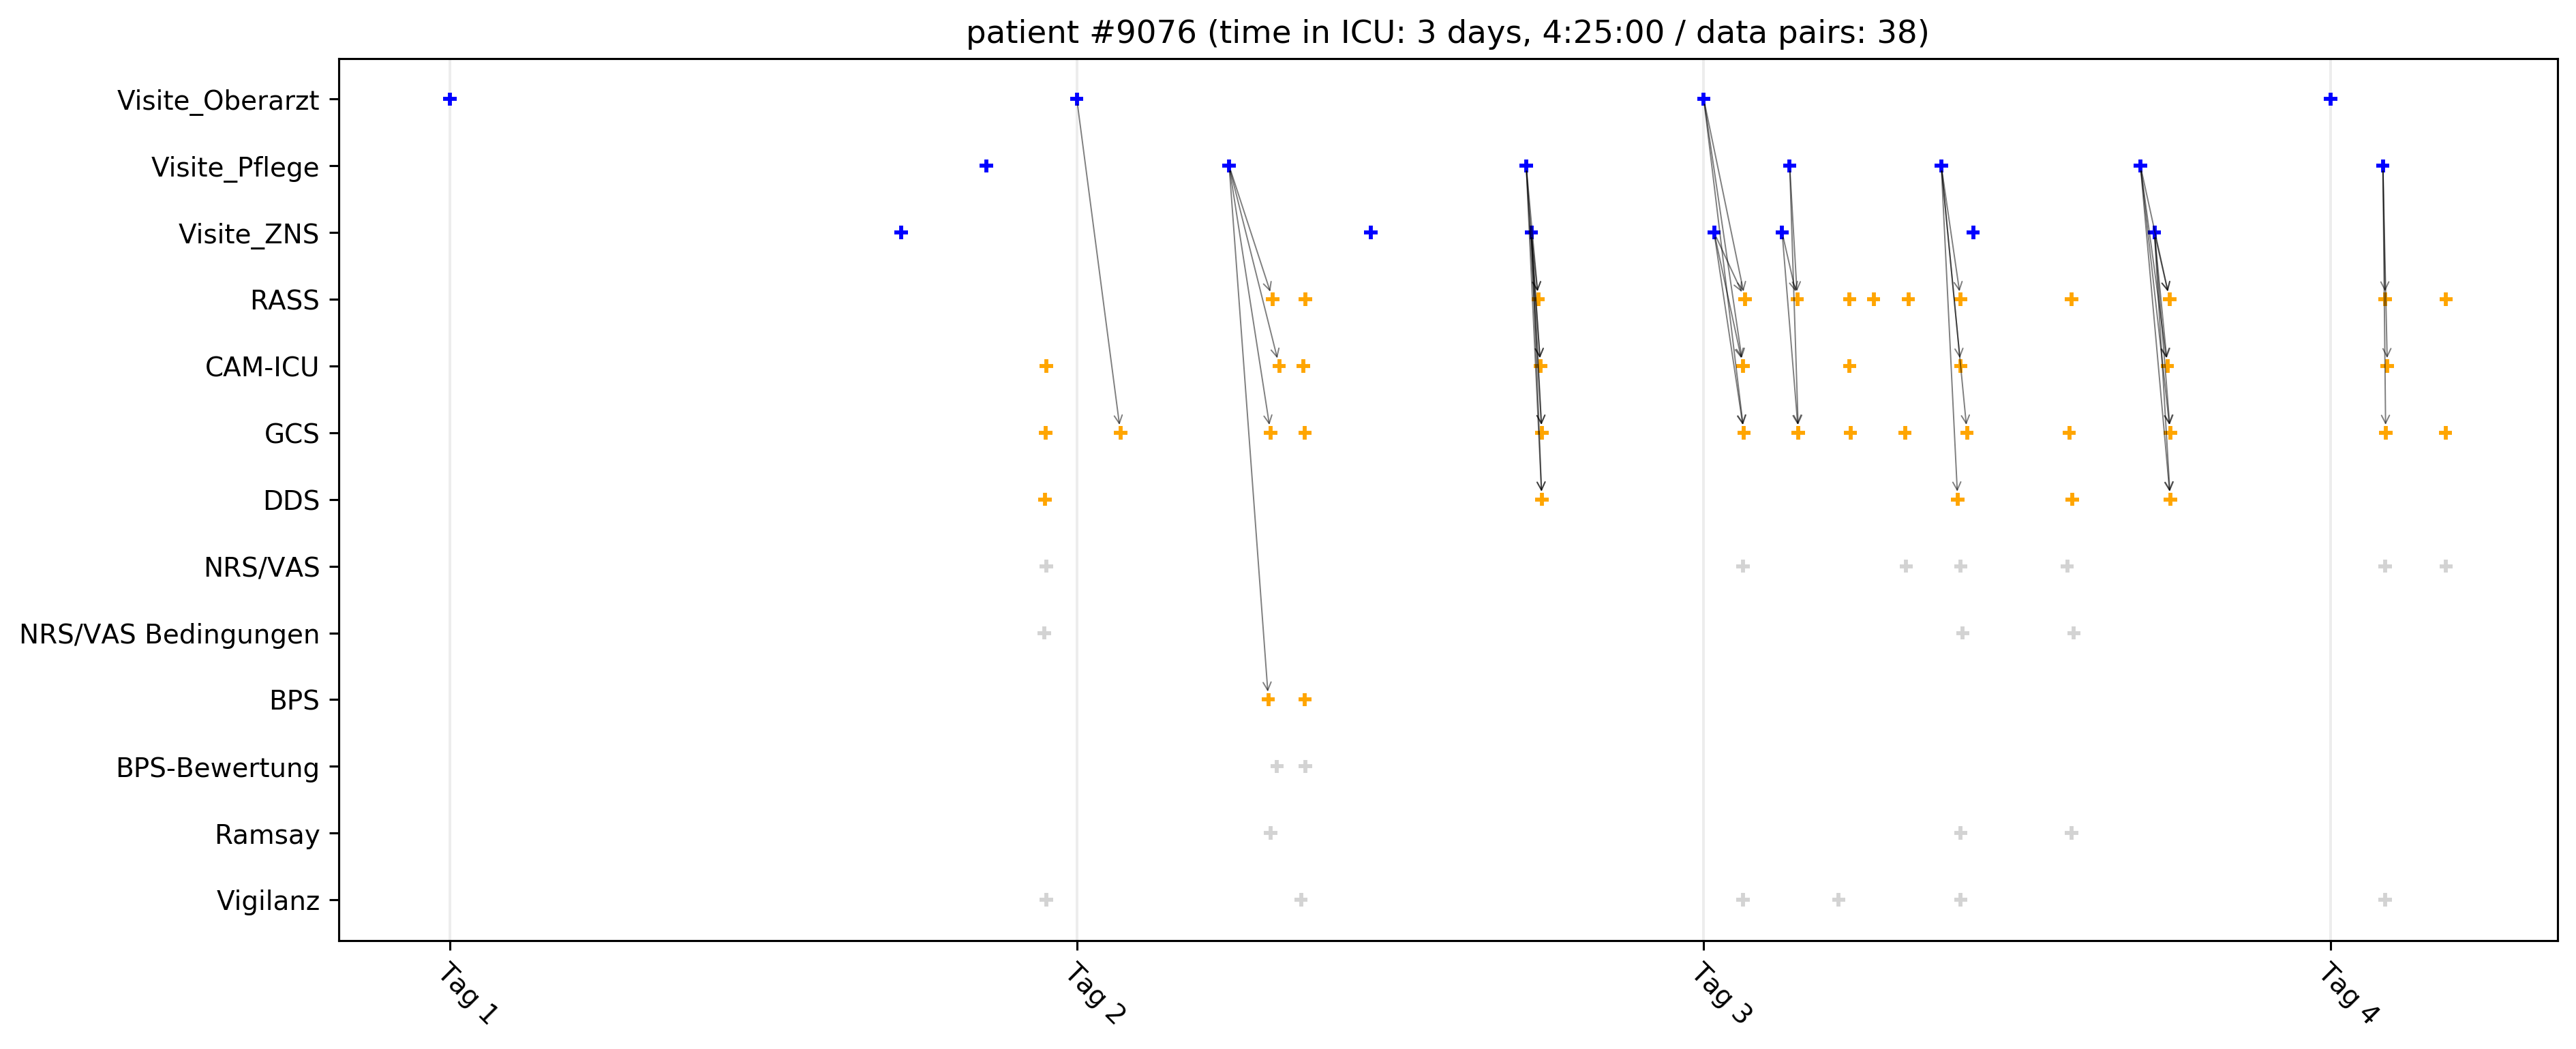 patient #9076 (time in ICU: 3 days, 4:25:00 / data pairs: 38)
Visite_Oberarzt
Visite_Pflege
Visite_ZNS
RASS
CAM-ICU
GCS
DDS
NRS/VAS
NRS/VAS Bedingungen
BPS
BPS-Bewertung
Ramsay
Vigilanz
Tag 1
Tag 2
Tag 3
Tag 4